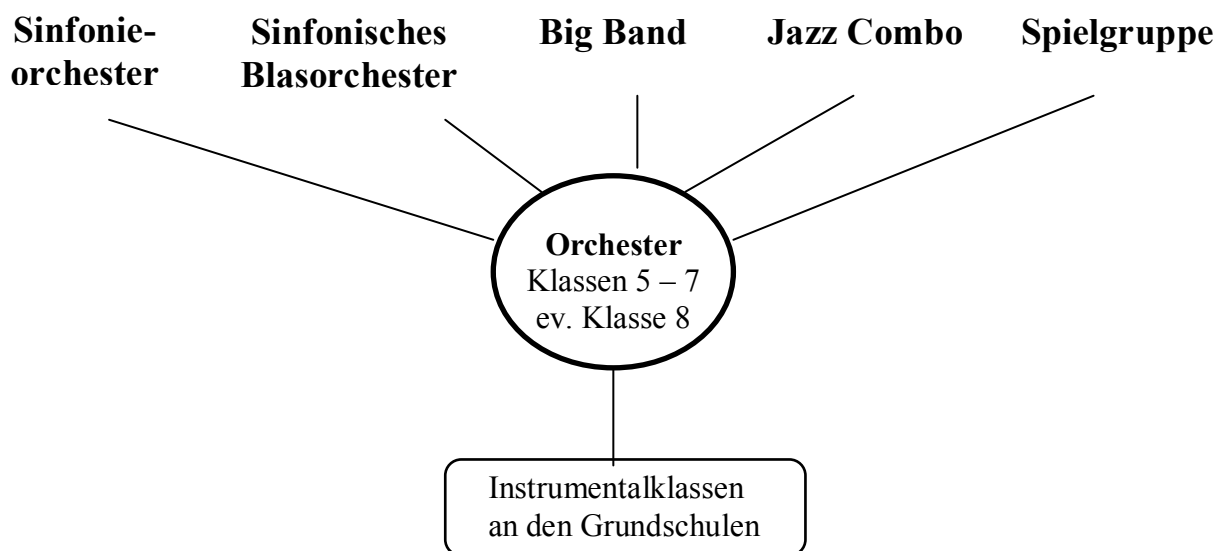 Sinfonie-
orchester
Sinfonisches
Blasorchester
Big Band
Jazz Combo
Spielgruppe
Orchester
Klassen 5 – 7
ev. Klasse 8
Instrumentalklassen
an den Grundschulen